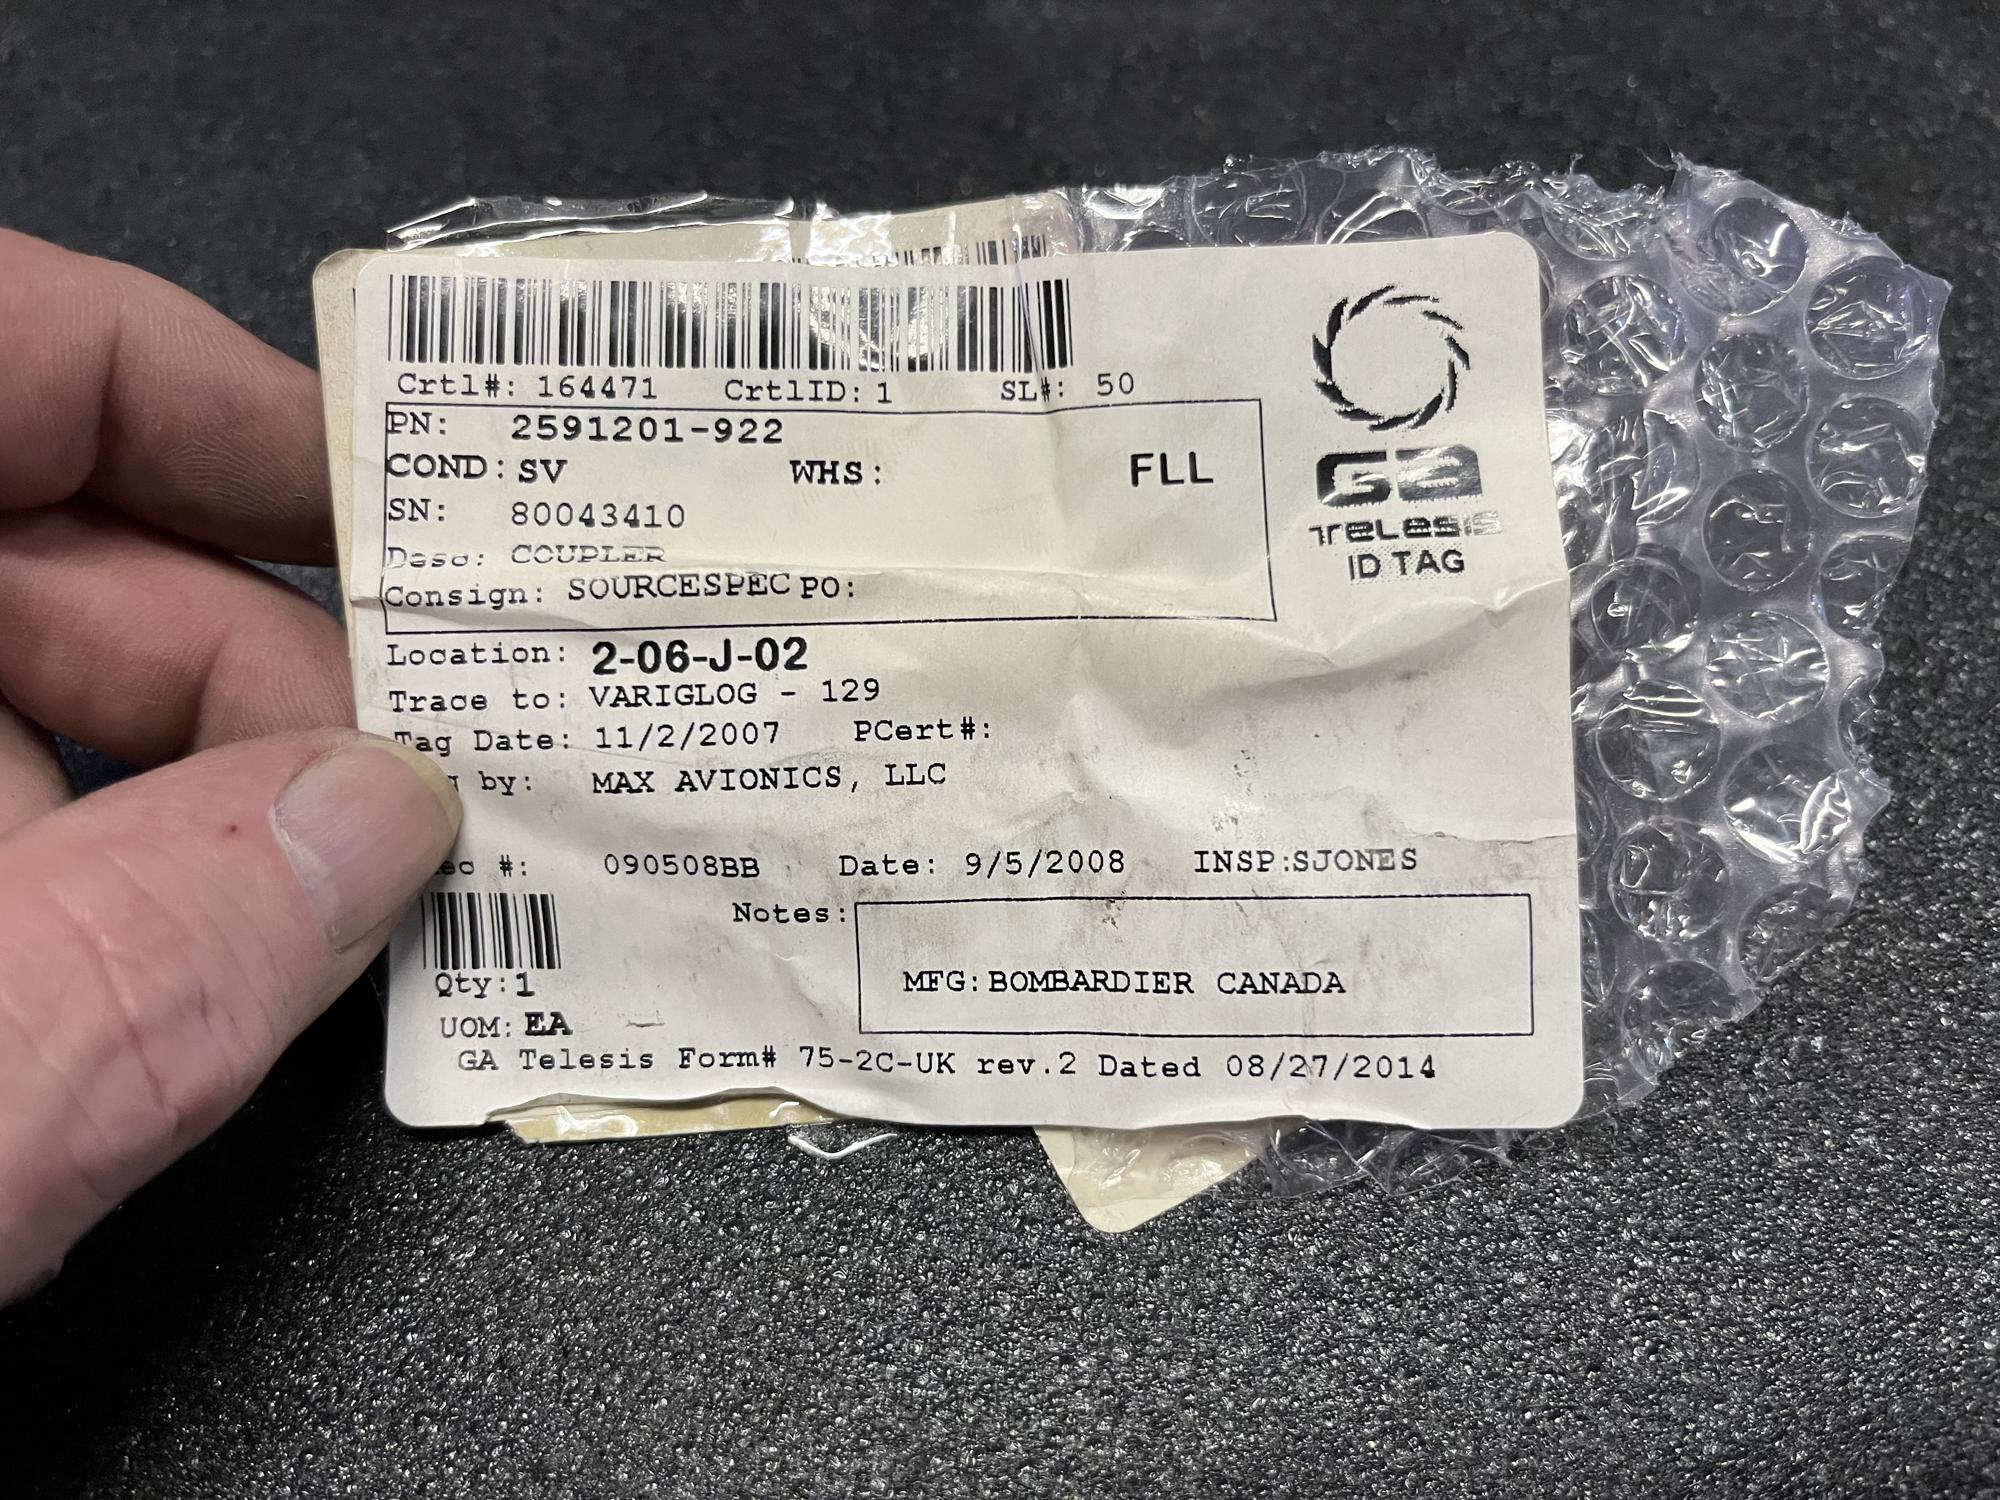 Crtl#: 164471 CrtlID: 1 SL#: 50
PN: 2591201-922
COND: SV WHS: FLL
SN: 80043410
Desc: COUPLER
Consign: SOURCESPEC PO:
GA
TELESIS
ID TAG
Location: 2-06-J-02
Trace to: VARIGLOG - 129
Tag Date: 11/2/2007 PCert#:
by: MAX AVIONICS, LLC
#: 090508BB Date: 9/5/2008 INSP:SJONES
Notes:
MFG: BOMBARDIER CANADA
Qty: 1
UOM: EA
GA Telesis Form# 75-2C-UK rev.2 Dated 08/27/2014